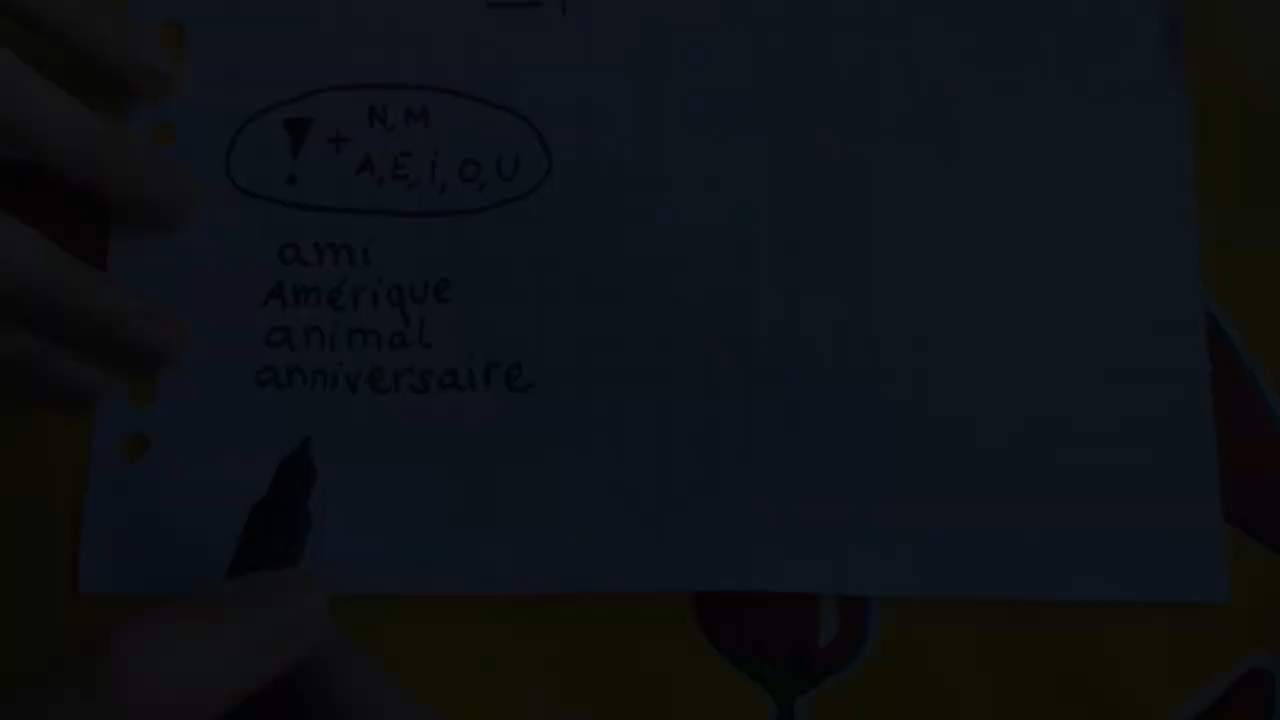 ! + N, M
A, E, i, O, U
ami
Amérique
animal
anniversaire